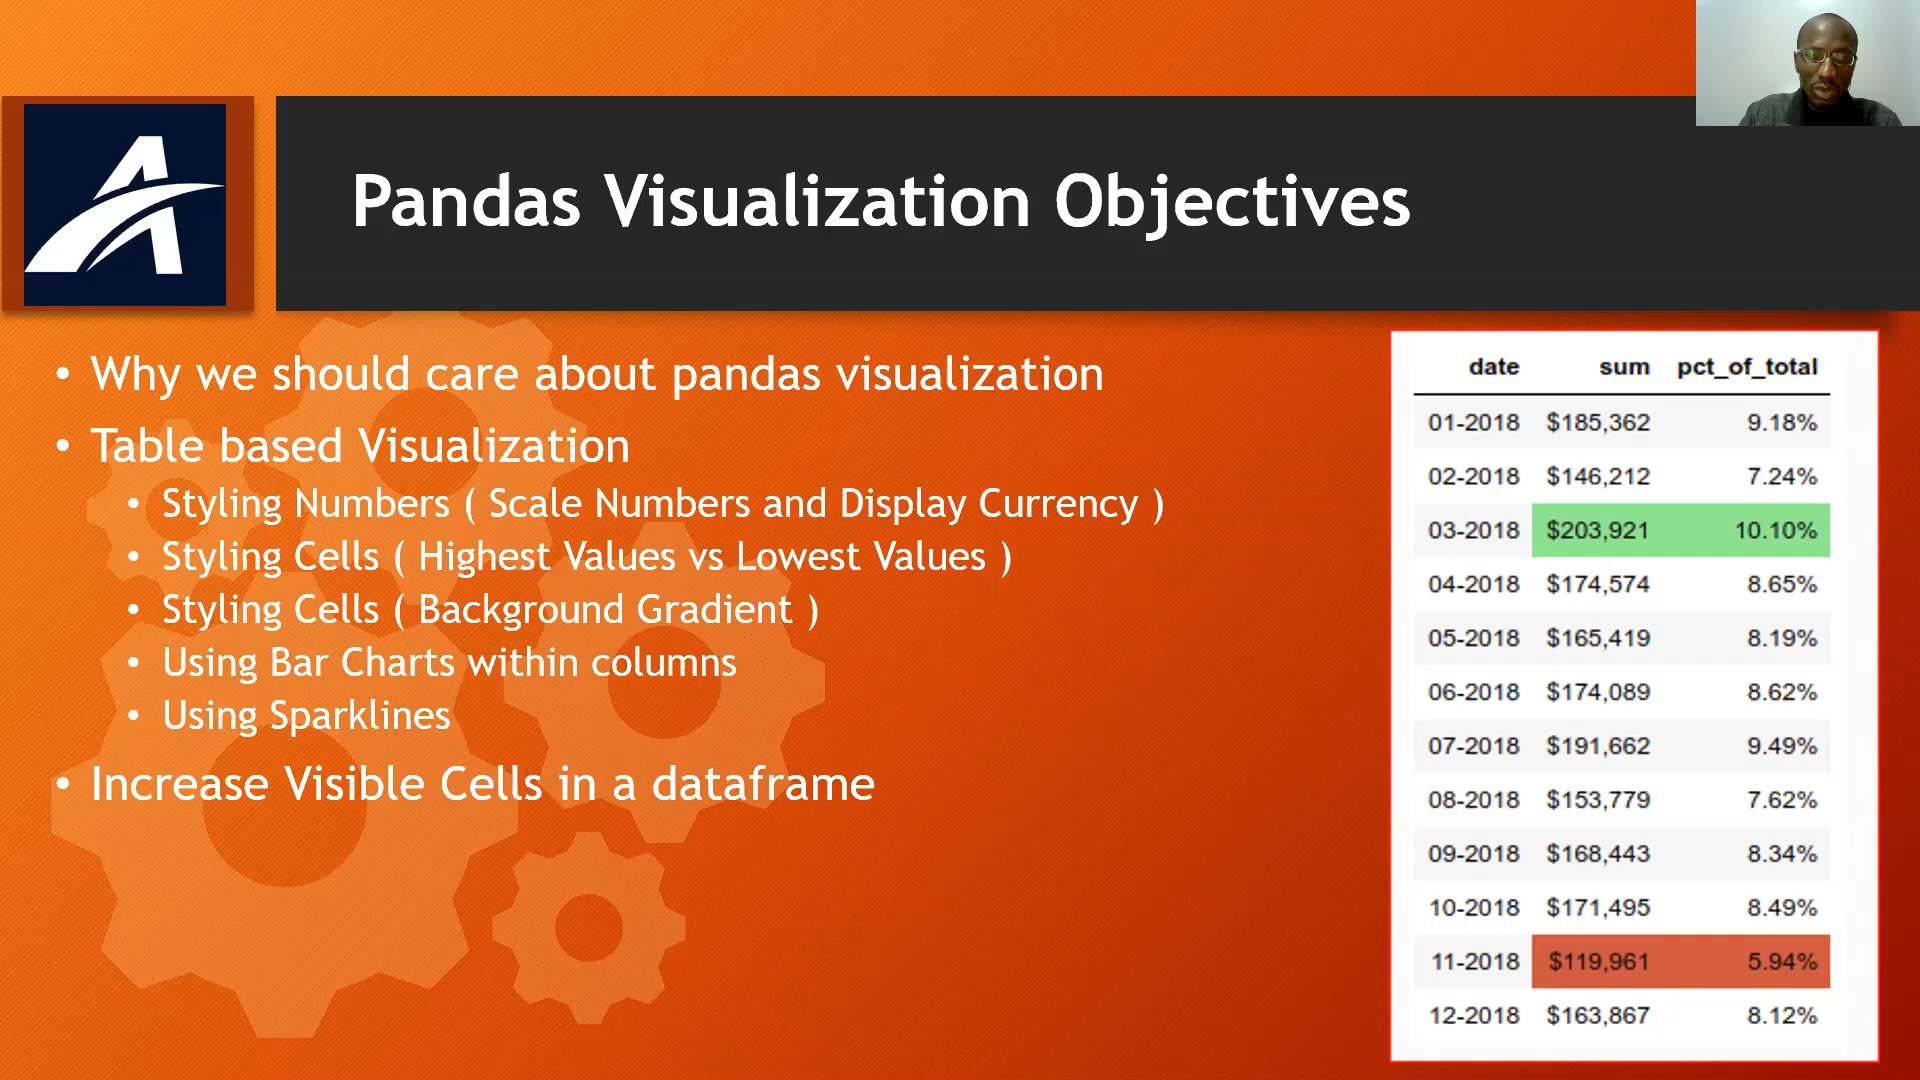 Pandas Visualization Objectives
• Why we should care about pandas visualization
• Table based Visualization
• Styling Numbers ( Scale Numbers and Display Currency )
• Styling Cells ( Highest Values vs Lowest Values )
• Styling Cells ( Background Gradient )
• Using Bar Charts within columns
• Using Sparklines
• Increase Visible Cells in a dataframe
date sum pct_of_total
01-2018 $185,362 9.18%
02-2018 $146,212 7.24%
03-2018 $203,921 10.10%
04-2018 $174,574 8.65%
05-2018 $165,419 8.19%
06-2018 $174,089 8.62%
07-2018 $191,662 9.49%
08-2018 $153,779 7.62%
09-2018 $168,443 8.34%
10-2018 $171,495 8.49%
11-2018 $119,961 5.94%
12-2018 $163,867 8.12%